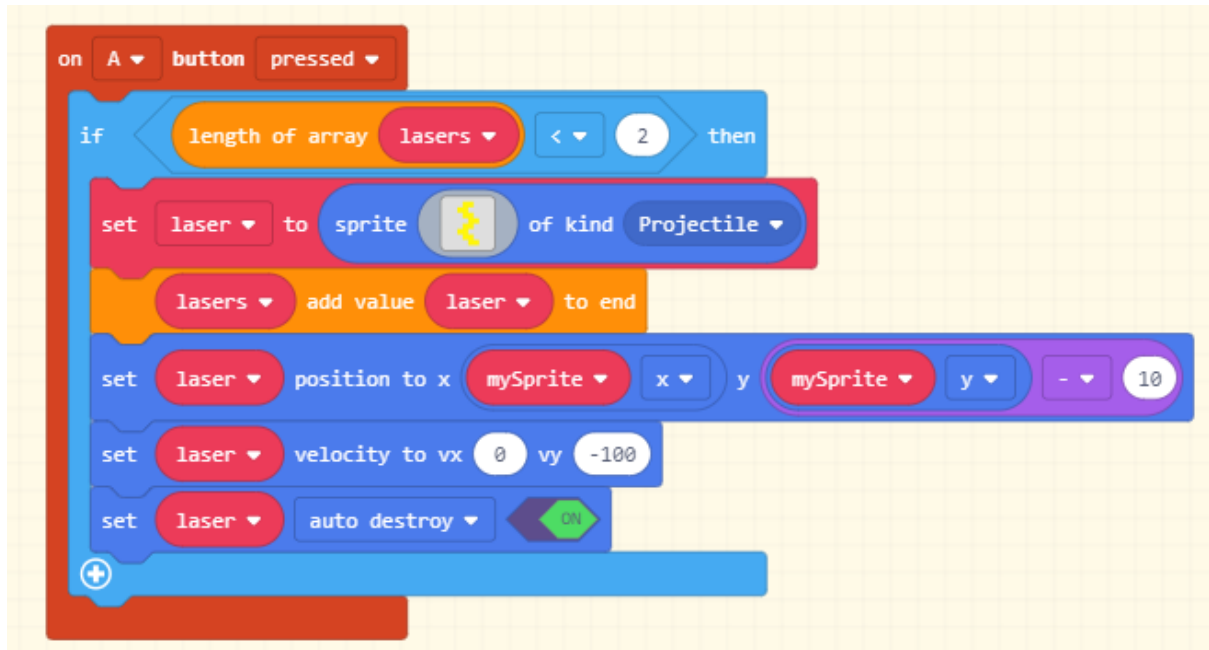 on A button pressed
if length of array lasers < 2 then
set laser to sprite of kind Projectile
lasers add value laser to end
set laser position to x mySprite x y mySprite y - 10
set laser velocity to vx 0 vy -100
set laser auto destroy ON